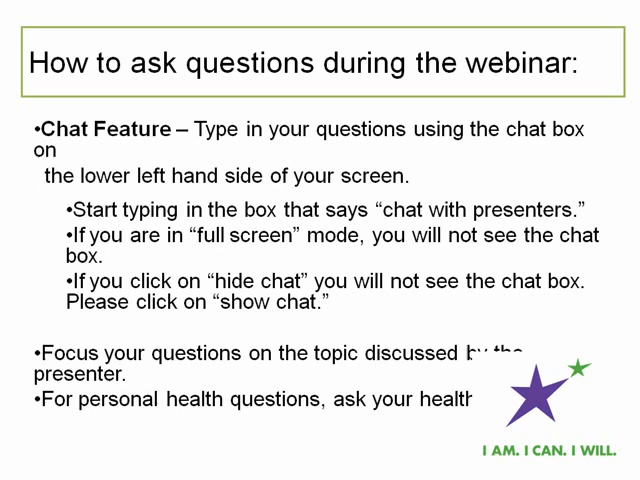 How to ask questions during the webinar:
•Chat Feature – Type in your questions using the chat box
on
the lower left hand side of your screen.
•Start typing in the box that says “chat with presenters.”
•If you are in “full screen” mode, you will not see the chat
box.
•If you click on “hide chat” you will not see the chat box.
Please click on “show chat.”
•Focus your questions on the topic discussed by the
presenter.
•For personal health questions, ask your health
I AM. I CAN. I WILL.